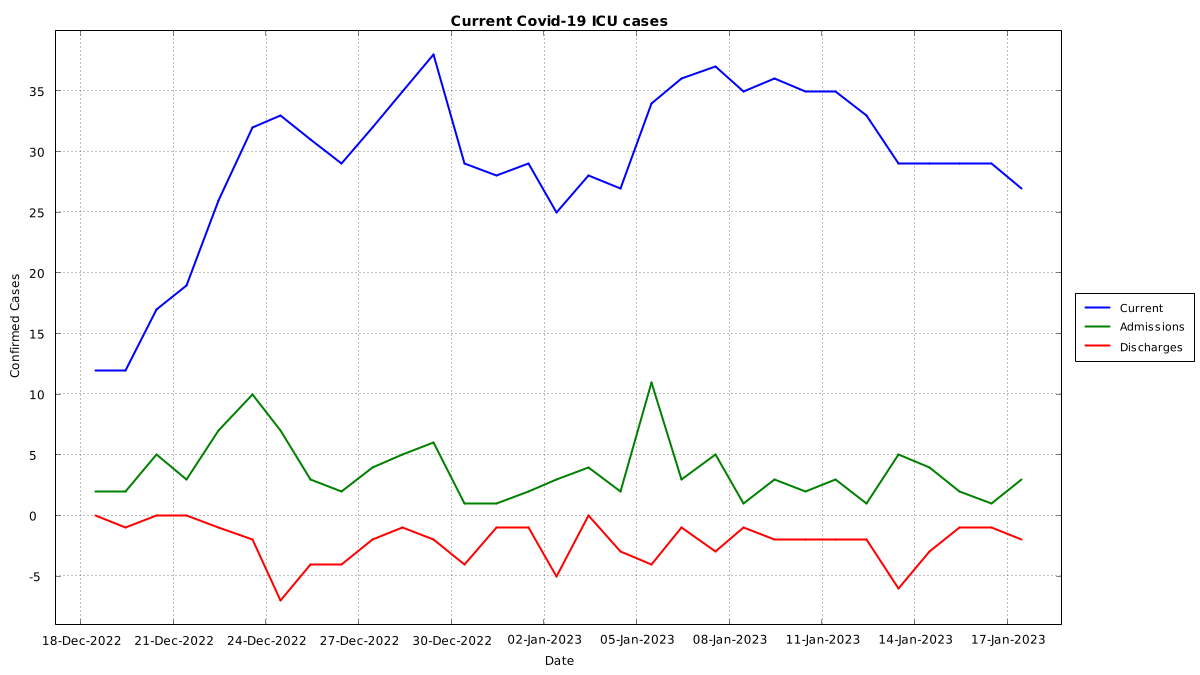 Current Covid-19 ICU cases
Confirmed Cases
35
30
25
20
15
10
5
0
-5
18-Dec-2022 21-Dec-2022 24-Dec-2022 27-Dec-2022 30-Dec-2022 02-Jan-2023 05-Jan-2023 08-Jan-2023 11-Jan-2023 14-Jan-2023 17-Jan-2023
Date
Current
Admissions
Discharges